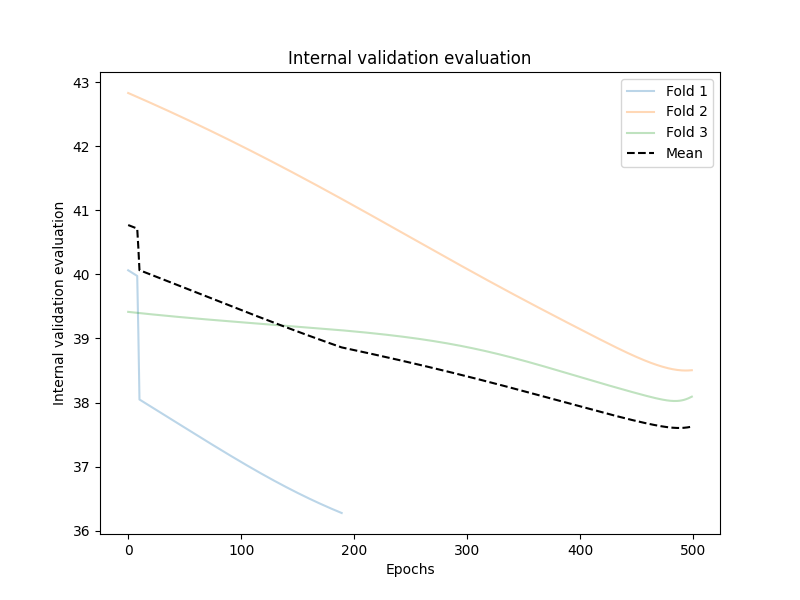 Internal validation evaluation
Fold 1
Fold 2
Fold 3
Mean
Internal validation evaluation
43
42
41
40
39
38
37
36
0 100 200 300 400 500
Epochs